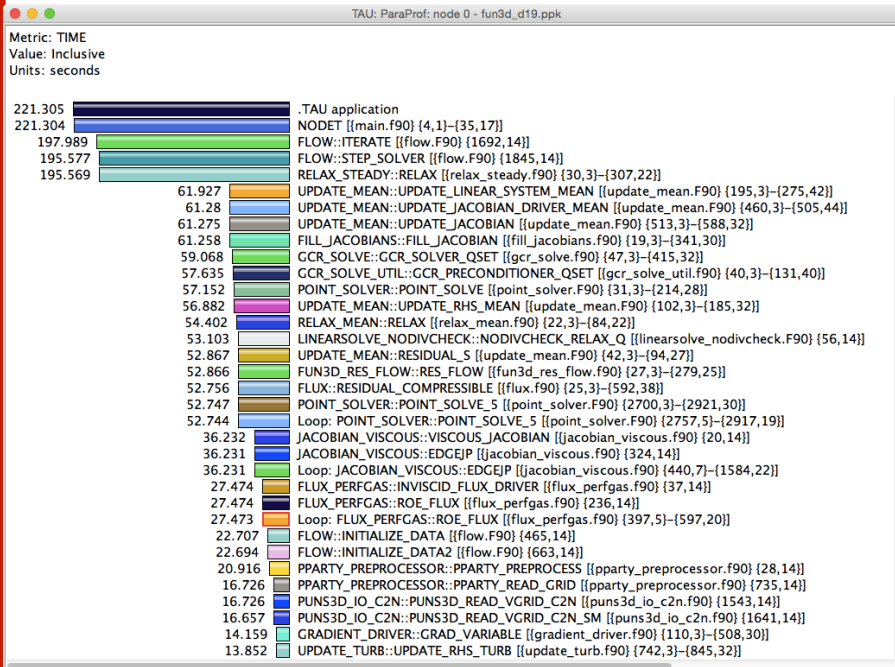 TAU: ParaProf: node 0 - fun3d_d19.ppk
Metric: TIME
Value: Inclusive
Units: seconds
221.305 .TAU application
221.304 NODET [{main.f90} {4,1}-{35,17}]
197.989 FLOW::ITERATE [{flow.F90} {1692,14}]
195.577 FLOW::STEP_SOLVER [{flow.F90} {1845,14}]
195.569 RELAX_STEADY::RELAX [{relax_steady.f90} {30,3}-{307,22}]
61.927 UPDATE_MEAN::UPDATE_LINEAR_SYSTEM_MEAN [{update_mean.F90} {195,3}-{275,42}]
61.28 UPDATE_MEAN::UPDATE_JACOBIAN_DRIVER_MEAN [{update_mean.F90} {460,3}-{505,44}]
61.275 UPDATE_MEAN::UPDATE_JACOBIAN [{update_mean.F90} {513,3}-{588,32}]
61.258 FILL_JACOBIANS::FILL_JACOBIAN [{fill_jacobians.f90} {19,3}-{341,30}]
59.068 GCR_SOLVE::GCR_SOLVER_QSET [{gcr_solve.f90} {47,3}-{415,32}]
57.635 GCR_SOLVE_UTIL::GCR_PRECONDITIONER_QSET [{gcr_solve_util.f90} {40,3}-{131,40}]
57.152 POINT_SOLVER::POINT_SOLVE [{point_solver.F90} {31,3}-{214,28}]
56.882 UPDATE_MEAN::UPDATE_RHS_MEAN [{update_mean.F90} {102,3}-{185,32}]
54.402 RELAX_MEAN::RELAX [{relax_mean.f90} {22,3}-{84,22}]
53.103 LINEARSOLVE_NODIVCHECK::NODIVCHECK_RELAX_Q [{linearsolve_nodivcheck.F90} {56,14}]
52.867 UPDATE_MEAN::RESIDUAL_S [{update_mean.F90} {42,3}-{94,27}]
52.866 FUN3D_RES_FLOW::RES_FLOW [{fun3d_res_flow.f90} {27,3}-{279,25}]
52.756 FLUX::RESIDUAL_COMPRESSIBLE [{flux.f90} {25,3}-{592,38}]
52.747 POINT_SOLVER::POINT_SOLVE_5 [{point_solver.F90} {2700,3}-{2921,30}]
52.744 Loop: POINT_SOLVER::POINT_SOLVE_5 [{point_solver.F90} {2757,5}-{2917,19}]
36.232 JACOBIAN_VISCOUS::VISCOUS_JACOBIAN [{jacobian_viscous.f90} {20,14}]
36.231 JACOBIAN_VISCOUS::EDGEJP [{jacobian_viscous.f90} {324,14}]
36.231 Loop: JACOBIAN_VISCOUS::EDGEJP [{jacobian_viscous.f90} {440,7}-{1584,22}]
27.474 FLUX_PERFGAS::INVISCID_FLUX_DRIVER [{flux_perfgas.f90} {37,14}]
27.474 FLUX_PERFGAS::ROE_FLUX [{flux_perfgas.f90} {236,14}]
27.473 Loop: FLUX_PERFGAS::ROE_FLUX [{flux_perfgas.f90} {397,5}-{597,20}]
22.707 FLOW::INITIALIZE_DATA [{flow.F90} {465,14}]
22.694 FLOW::INITIALIZE_DATA2 [{flow.F90} {663,14}]
20.916 PPARTY_PREPROCESSOR::PPARTY_PREPROCESS [{pparty_preprocessor.f90} {28,14}]
16.726 PPARTY_PREPROCESSOR::PPARTY_READ_GRID [{pparty_preprocessor.f90} {735,14}]
16.726 PUNS3D_IO_C2N::PUNS3D_READ_VGRID_C2N [{puns3d_io_c2n.f90} {1543,14}]
16.657 PUNS3D_IO_C2N::PUNS3D_READ_VGRID_C2N_SM [{puns3d_io_c2n.f90} {1641,14}]
14.159 GRADIENT_DRIVER::GRAD_VARIABLE [{gradient_driver.f90} {110,3}-{508,30}]
13.852 UPDATE_TURB::UPDATE_RHS_TURB [{update_turb.f90} {742,3}-{845,32}]